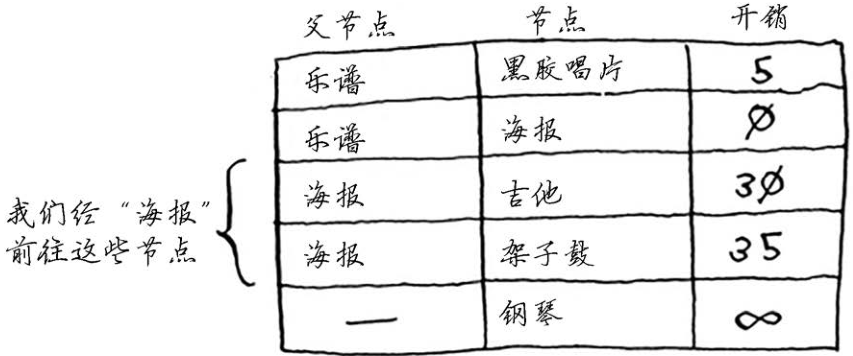 父节点 节点 开销
乐谱 黑胶唱片 5
乐谱 海报 0
海报 吉他 30
海报 架子鼓 35
— 钢琴 ∞
我们经“海报”
前往这些节点